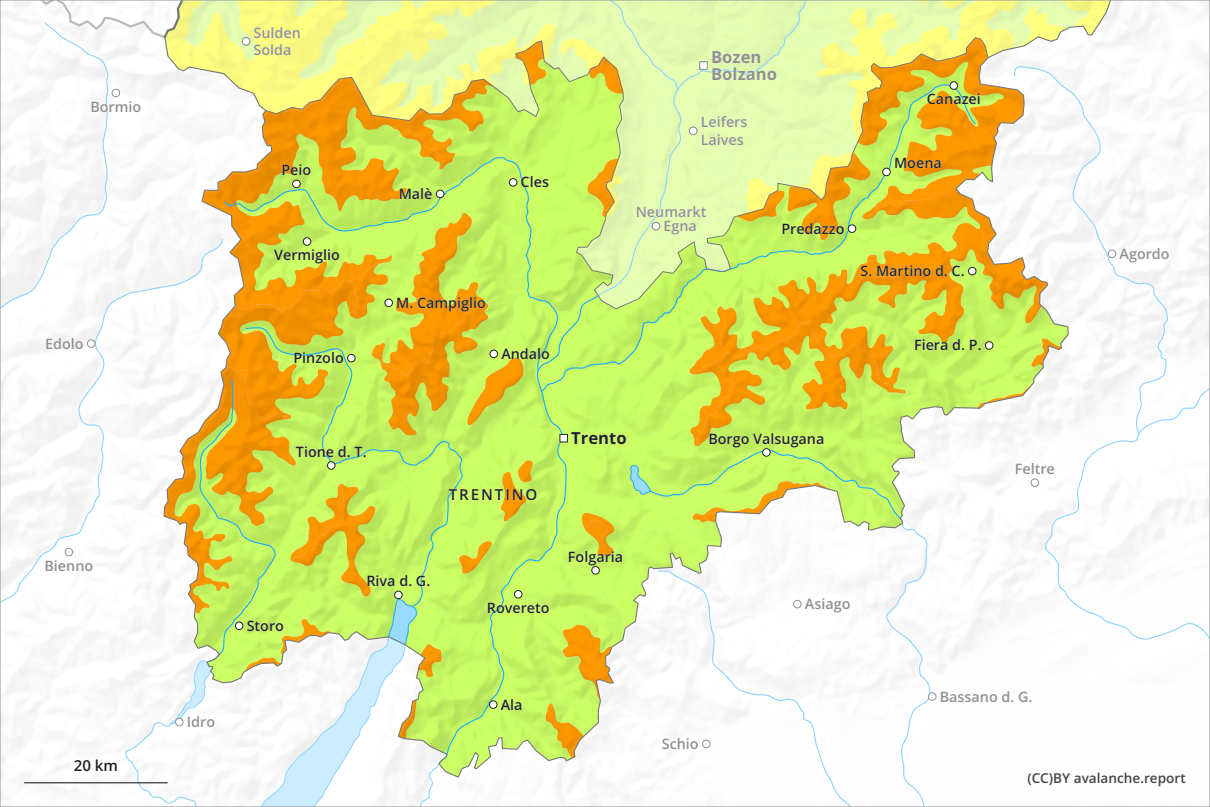 Sulden
Solda
Bozen
Bolzano
Bormio
Canazei
Leifers
Laives
Moena
Peio
Malè
Cles
Neumarkt
Egna
Predazzo
Vermiglio
Agordo
S. Martino d. C.
M. Campiglio
Edolo
Pinzolo
Andalo
Fiera d. P.
Trento
Borgo Valsugana
Tione d. T.
Feltre
TRENTINO
Bienno
Folgaria
Riva d. G.
Rovereto
Asiago
Storo
Bassano d. G.
Ala
Idro
Schio
20 km
(CC)BY avalanche.report